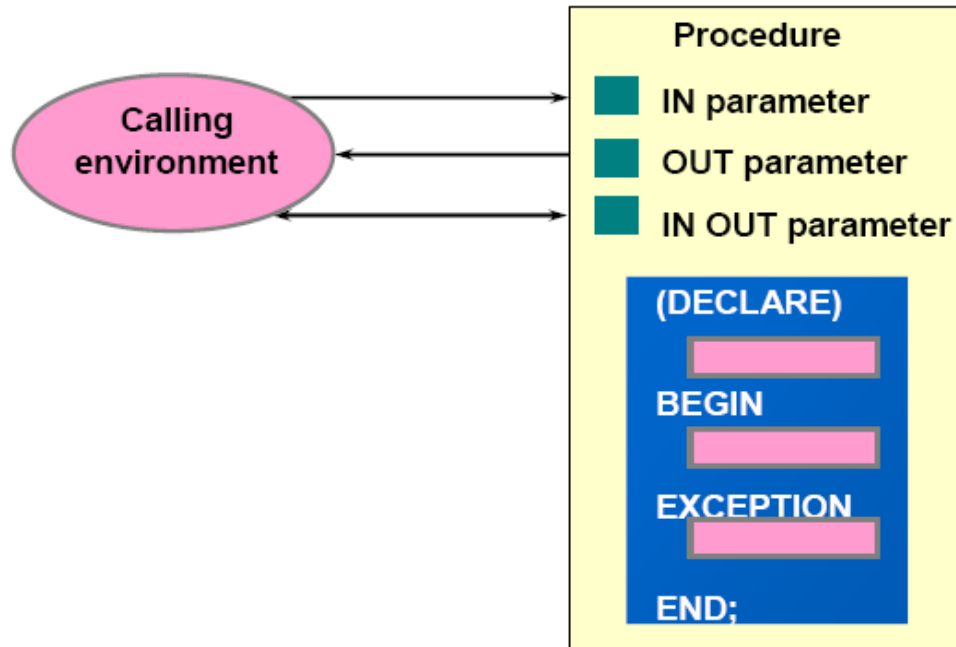 Procedure
Calling
environment
IN parameter
OUT parameter
IN OUT parameter
(DECLARE)
BEGIN
EXCEPTION
END;